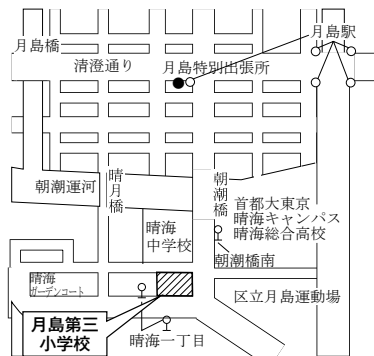 月島駅
月島橋
清澄通り
月島特別出張所
朝潮運河
晴月橋
朝潮橋
首都大東京
晴海キャンパス
晴海総合高校
晴海
中学校
朝潮橋南
晴海
ガーデンコート
区立月島運動場
月島第三
小学校
晴海一丁目